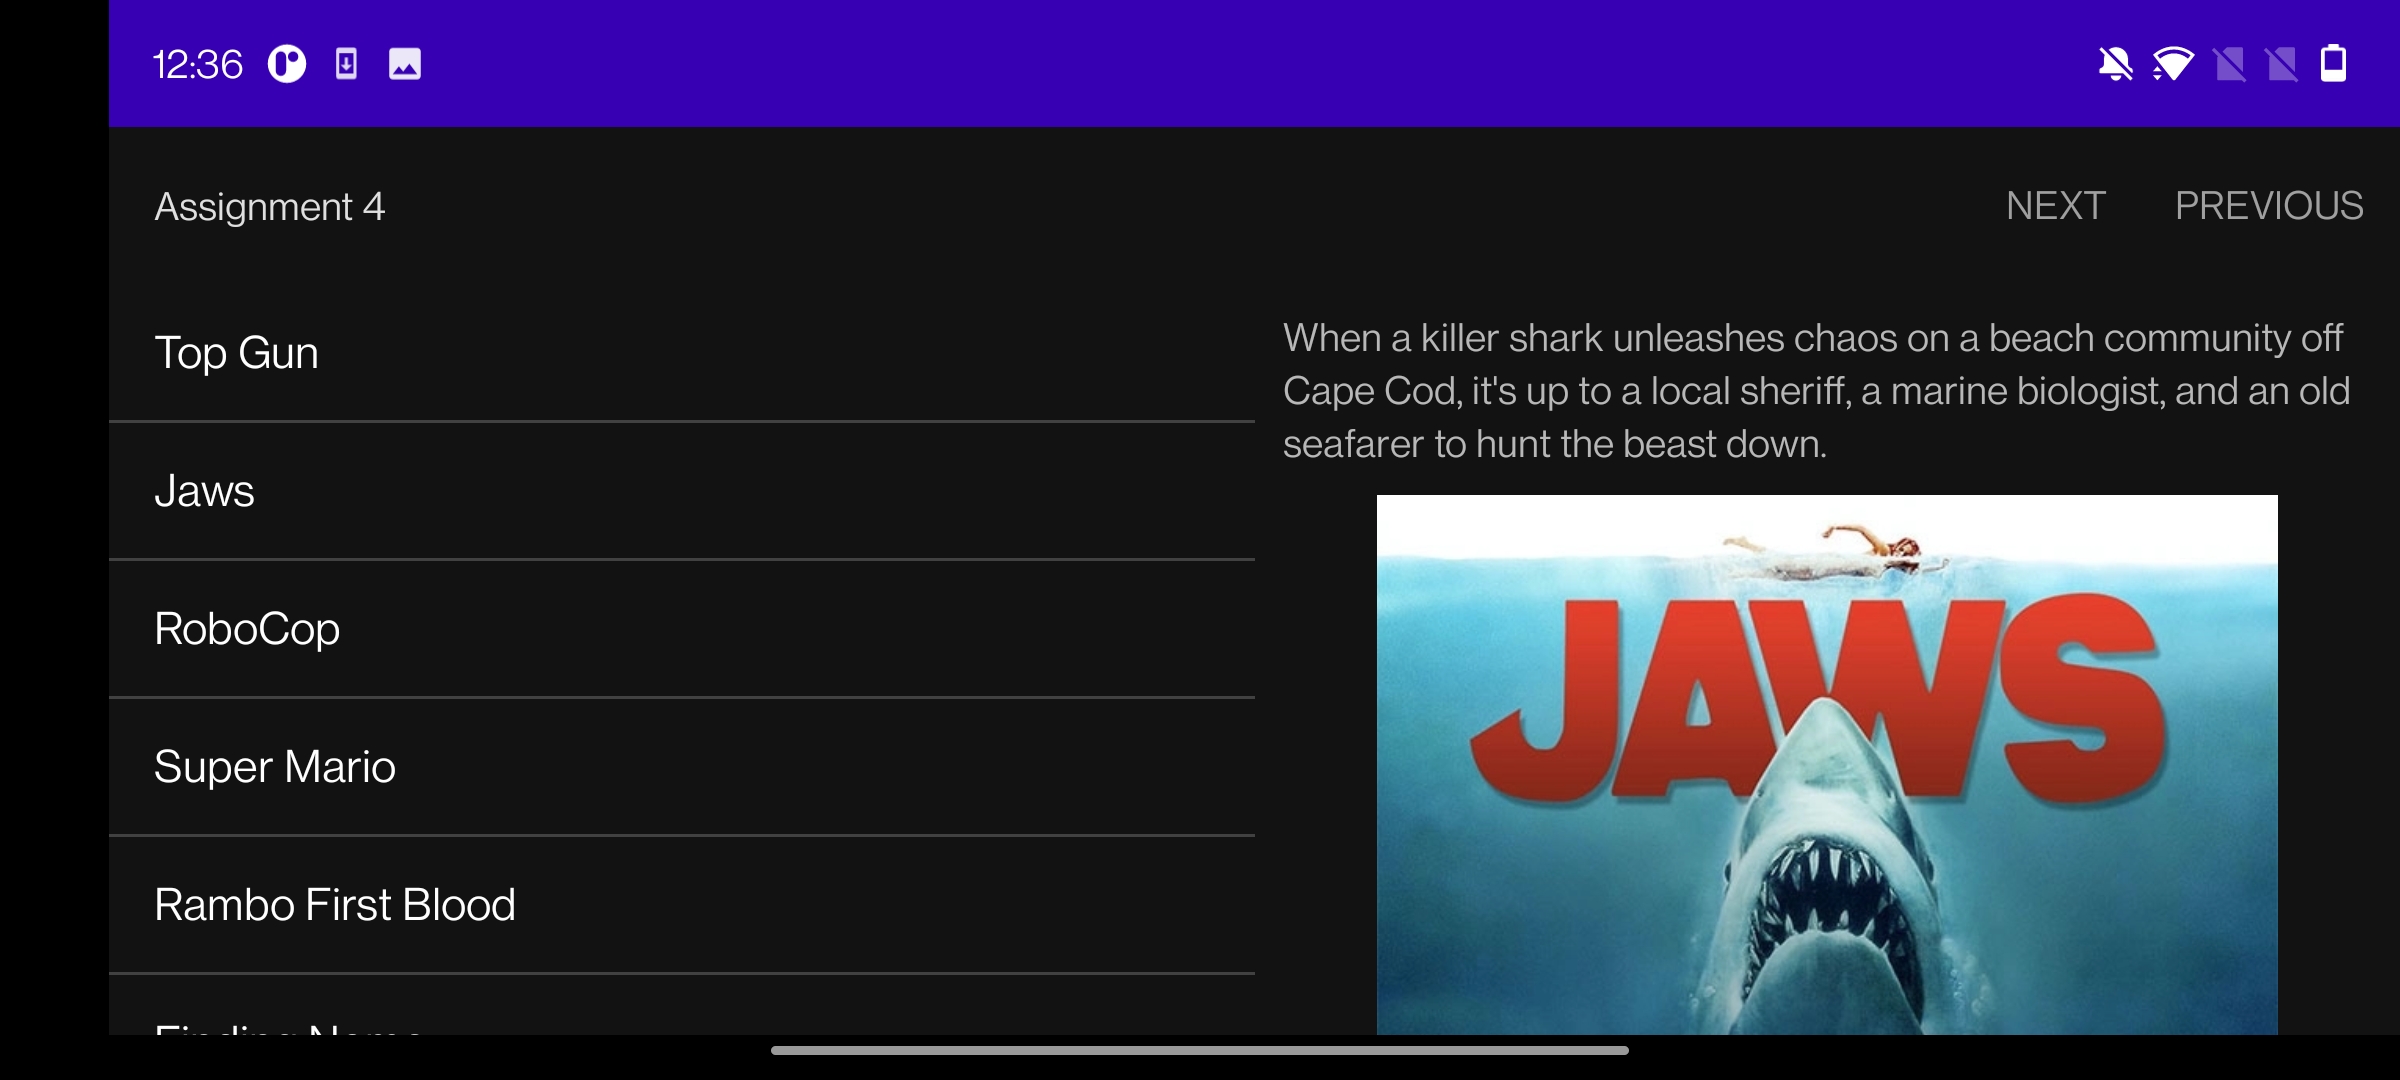 12:36
Assignment 4
NEXT
PREVIOUS
Top Gun
Jaws
RoboCop
Super Mario
Rambo First Blood
Finding Nemo
When a killer shark unleashes chaos on a beach community off
Cape Cod, it's up to a local sheriff, a marine biologist, and an old
seafarer to hunt the beast down.
JAWS